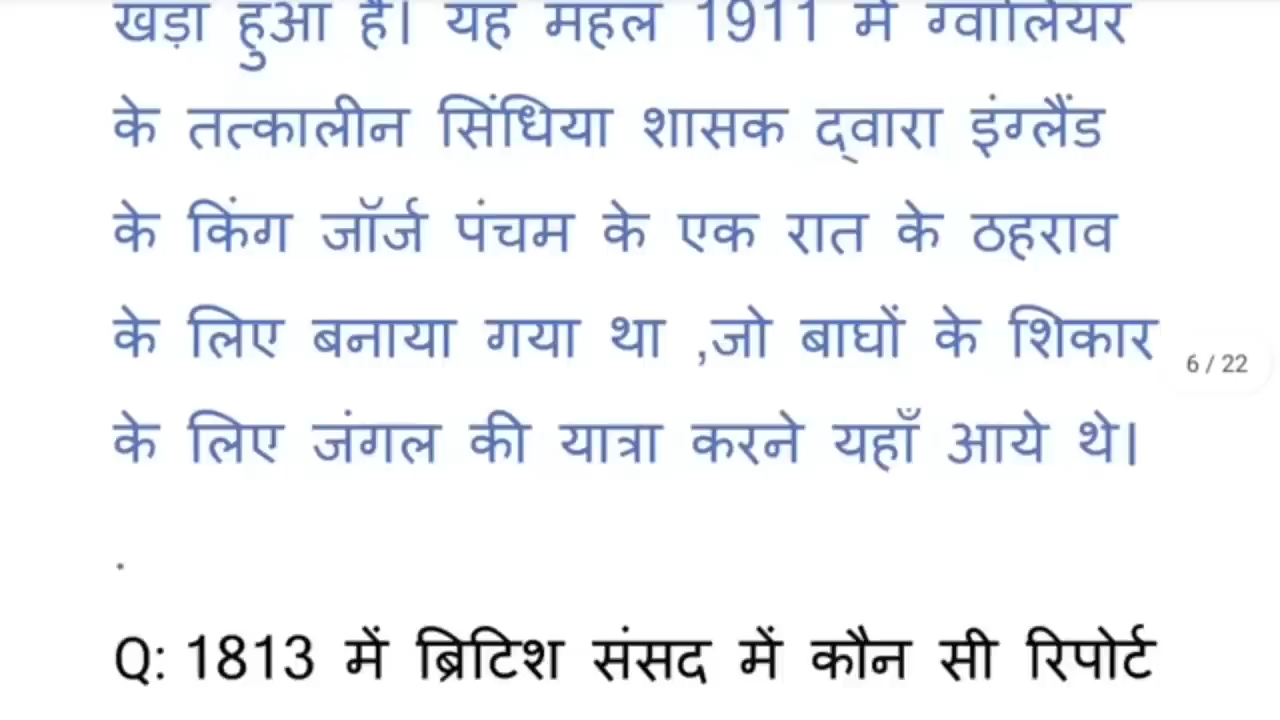 खड़ा हुआ है। यह महल 1911 में ग्वालियर
के तत्कालीन सिंधिया शासक द्वारा इंग्लैंड
के किंग जॉर्ज पंचम के एक रात के ठहराव
के लिए बनाया गया था ,जो बाघों के शिकार
6 / 22
के लिए जंगल की यात्रा करने यहाँ आये थे।
.
Q: 1813 में ब्रिटिश संसद में कौन सी रिपोर्ट